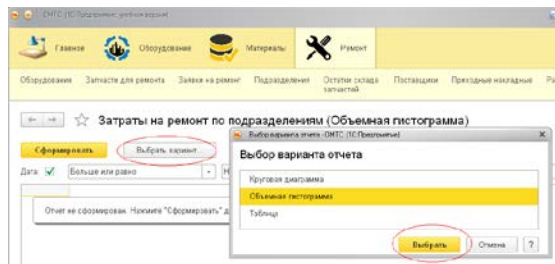 ОМТС (1С:Предприятие, учебная версия)
Главное Оборудование Материалы Ремонт
Оборудование Запчасти для ремонта Заявки на ремонт Подразделения Остатки склада запчастей Поставщики Приходные накладные
Затраты на ремонт по подразделениям (Объемная гистограмма)
Сформировать Выбрать вариант...
Дата: Больше или равно
Отчет не сформирован. Нажмите "Сформировать" д
Выбор варианта отчета - ОМТС (1С:Предприятие)
Выбор варианта отчета
Круговая диаграмма
Объемная гистограмма
Таблица
Выбрать Отмена ?